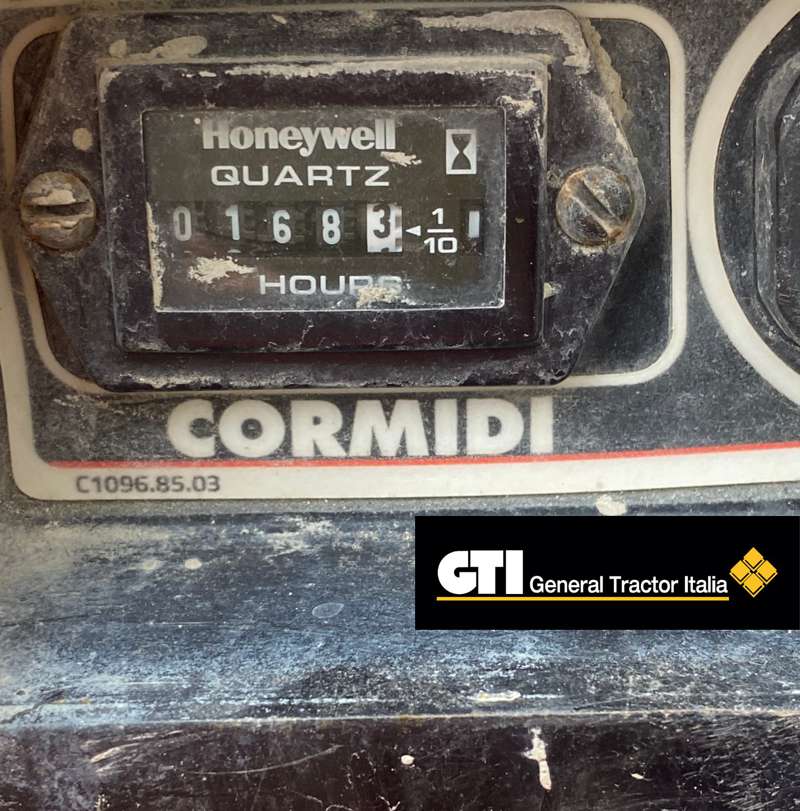 Honeywell
QUARTZ
0 1 6 8 3 ◄ 1/10
HOURS
CORMIDI
C1096.85.03
GTI General Tractor Italia